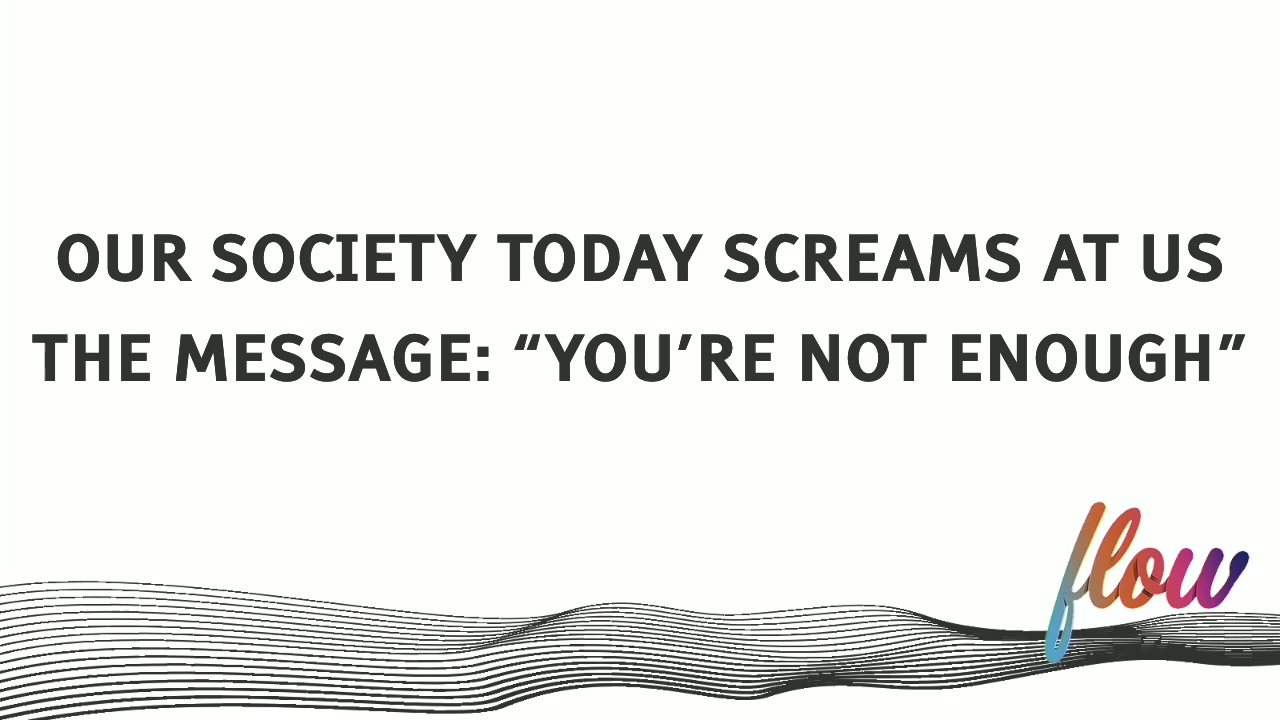 OUR SOCIETY TODAY SCREAMS AT US
THE MESSAGE: “YOU’RE NOT ENOUGH”
flow